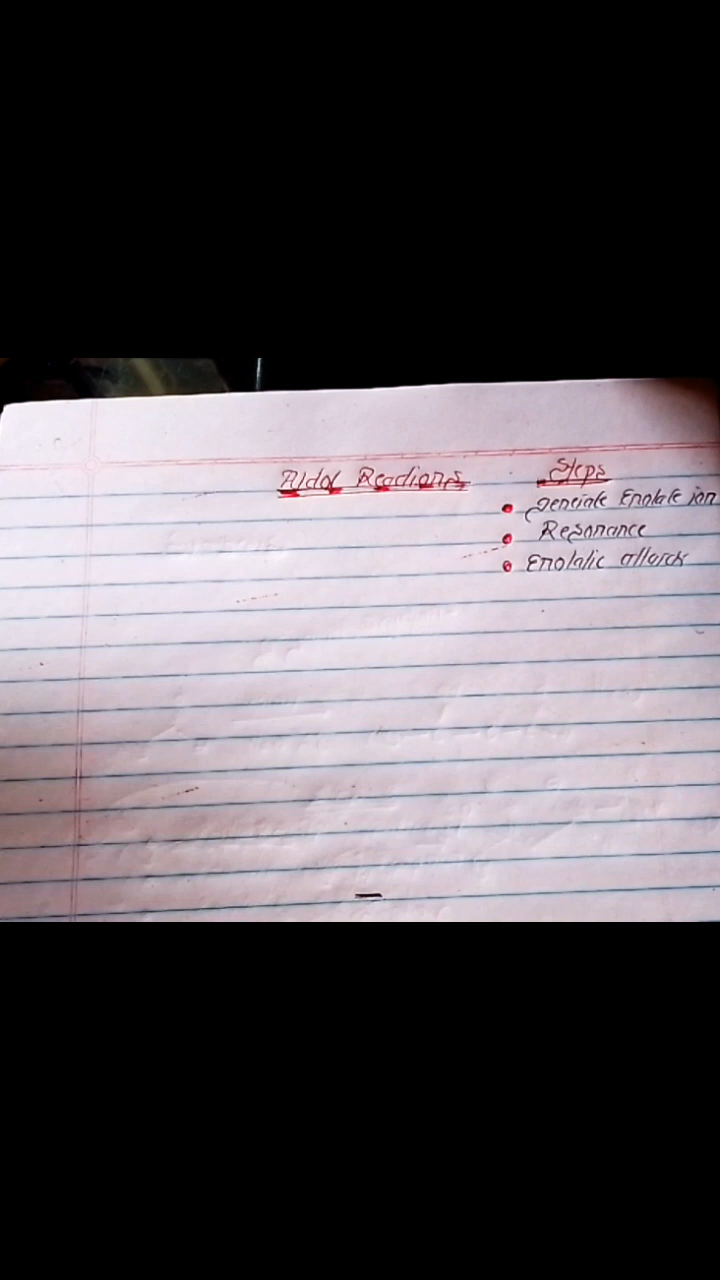 Aldol Reactions
Steps
• generate Enolate ion
• Resonance
• Enolatic attack